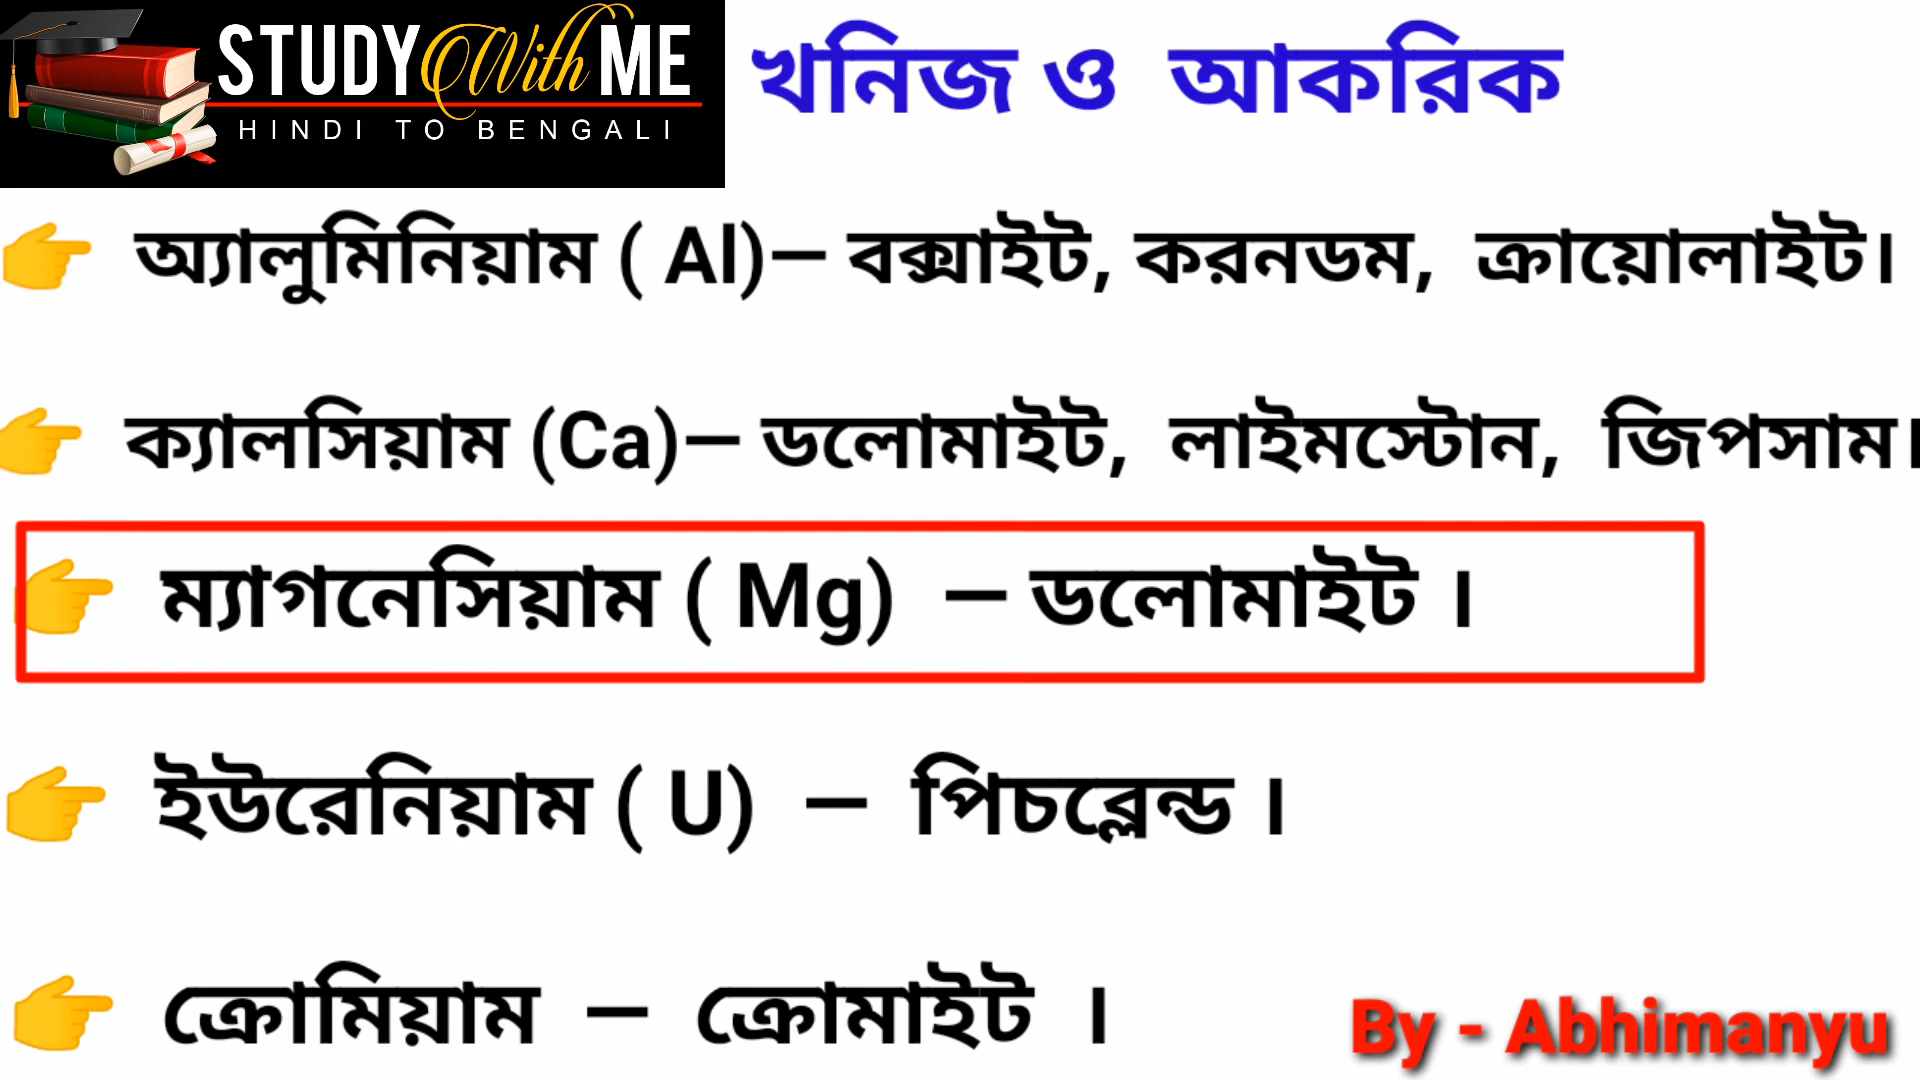 STUDY With ME
HINDI TO BENGALI
খনিজ ও আকরিক
অ্যালুমিনিয়াম ( Al)— বক্সাইট, করনডম, ক্রায়োলাইট।
ক্যালসিয়াম (Ca)— ডলোমাইট, লাইমস্টোন, জিপসাম।
ম্যাগনেসিয়াম ( Mg) — ডলোমাইট ।
ইউরেনিয়াম ( U) — পিচব্লেন্ড ।
ক্রোমিয়াম — ক্রোমাইট ।
By - Abhimanyu